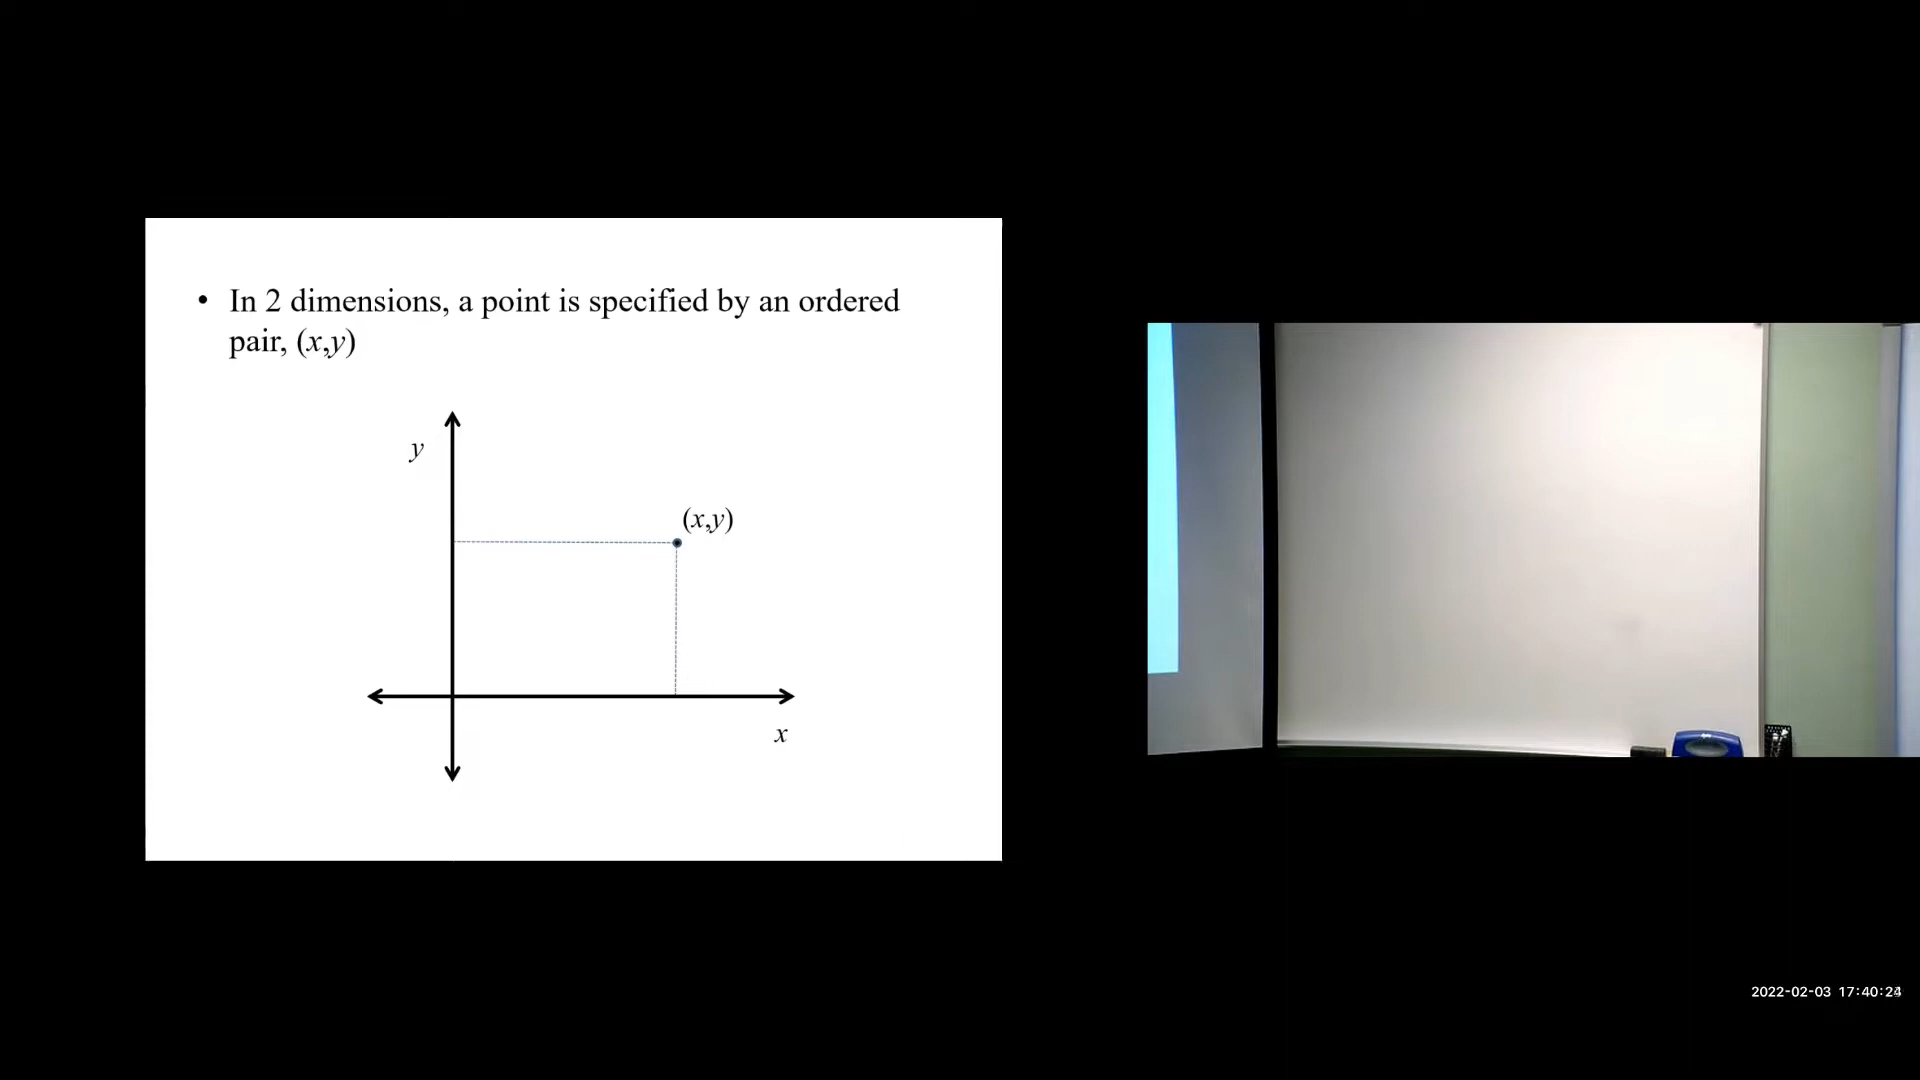 • In 2 dimensions, a point is specified by an ordered
pair, (x,y)
y
(x,y)
x
2022-02-03 17:40:24